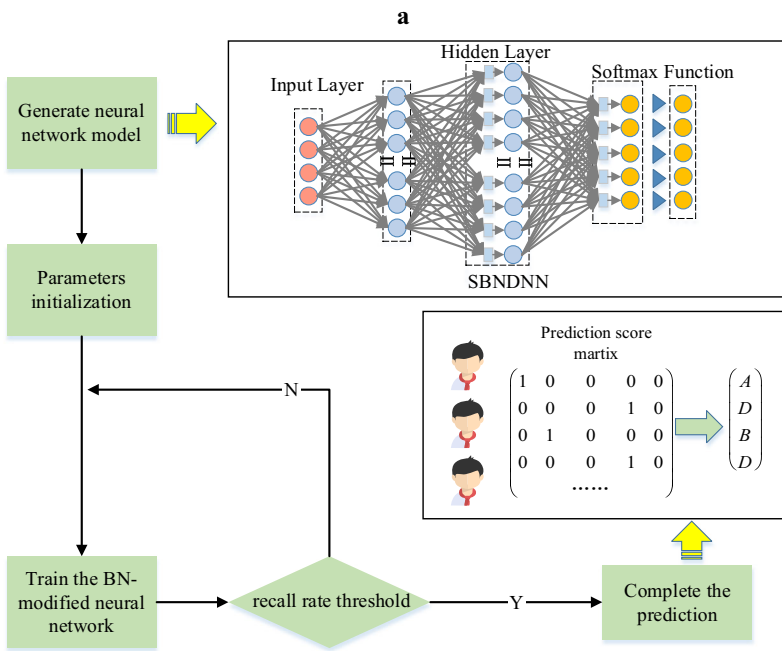 a
Generate neural
network model
Input Layer
Hidden Layer
Softmax Function
SBNDNN
Parameters
initialization
Prediction score
martix
1 0 0 0 0
0 0 0 1 0
0 1 0 0 0
0 0 0 1 0
......
A
D
B
D
N
Train the BN-
modified neural
network
recall rate threshold
Y
Complete the
prediction